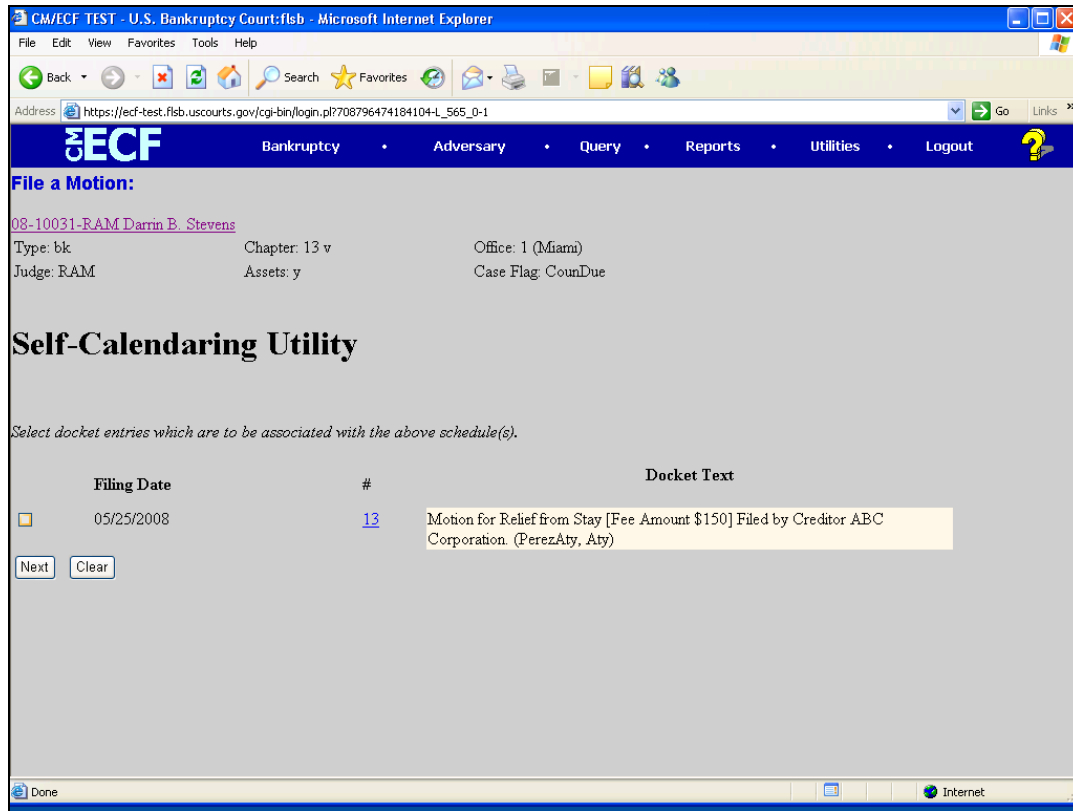 CM/ECF TEST - U.S. Bankruptcy Court:flsb - Microsoft Internet Explorer
File Edit View Favorites Tools Help
Back Search Favorites
Address https://ecf-test.flsb.uscourts.gov/cgi-bin/login.pl?708796474184104-L_565_0-1 Go Links »
CM ECF Bankruptcy • Adversary • Query • Reports • Utilities • Logout ?
File a Motion:
08-10031-RAM Darrin B. Stevens
Type: bk Chapter: 13 v Office: 1 (Miami)
Judge: RAM Assets: y Case Flag: CounDue
Self-Calendaring Utility
Select docket entries which are to be associated with the above schedule(s).
Filing Date # Docket Text
05/25/2008 13 Motion for Relief from Stay [Fee Amount $150] Filed by Creditor ABC
Corporation. (PerezAty, Aty)
Next Clear
Done Internet